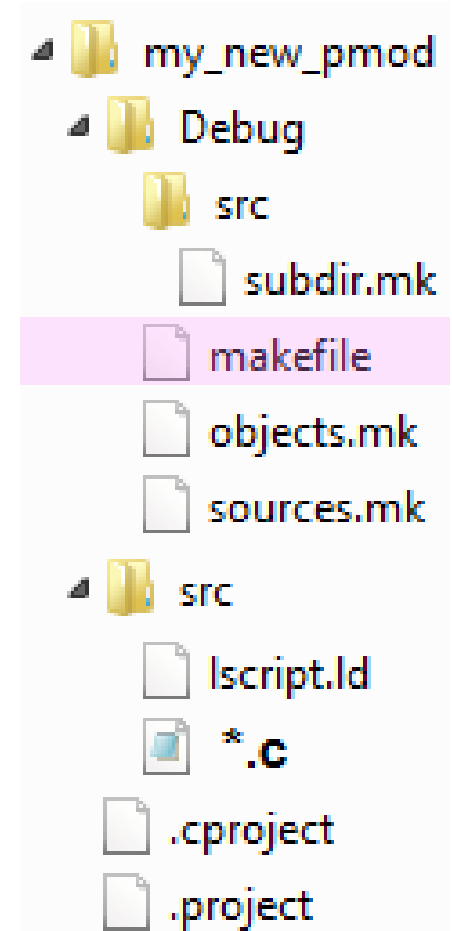 my_new_pmod
Debug
src
subdir.mk
makefile
objects.mk
sources.mk
src
lscript.ld
*.c
.cproject
.project